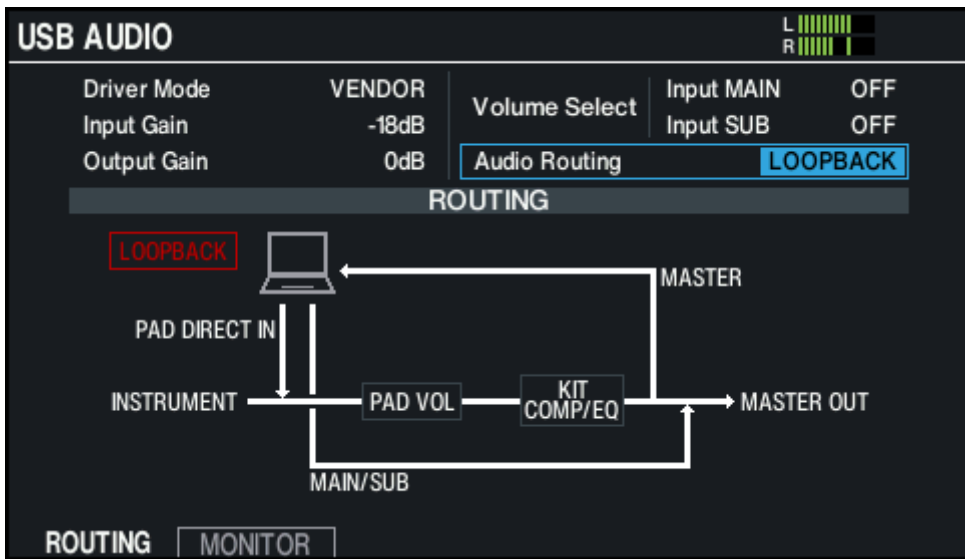 USB AUDIO
L
R
Driver Mode VENDOR
Input Gain -18dB
Output Gain 0dB
Volume Select
Input MAIN OFF
Input SUB OFF
Audio Routing LOOPBACK
ROUTING
LOOPBACK
MASTER
PAD DIRECT IN
INSTRUMENT
PAD VOL
KIT
COMP/EQ
MASTER OUT
MAIN/SUB
ROUTING MONITOR